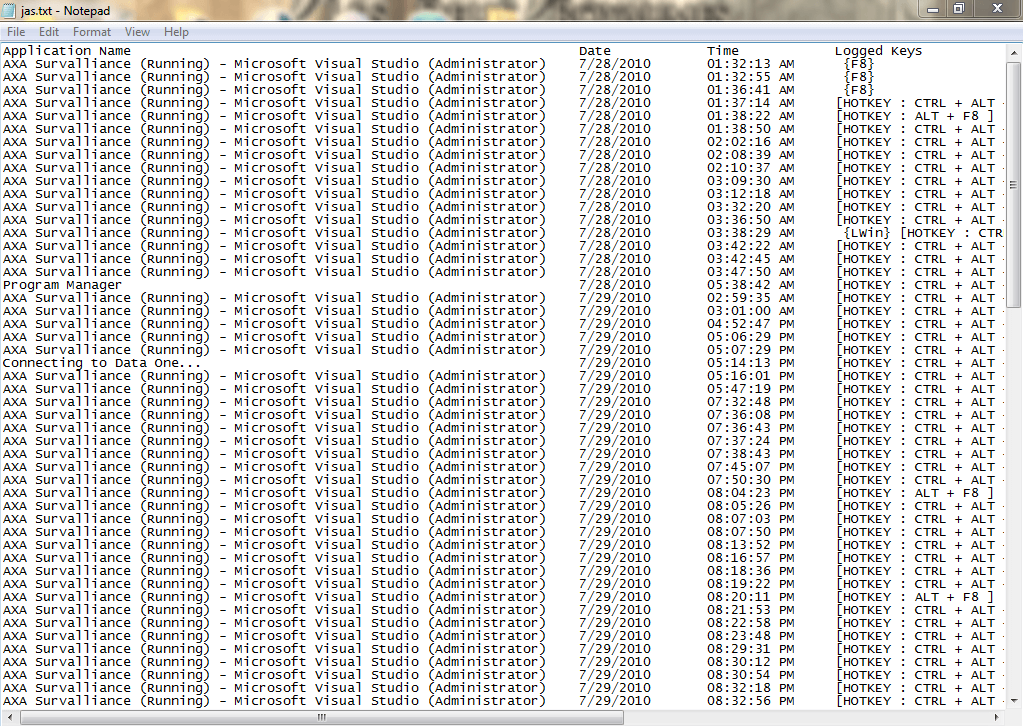 jas.txt - Notepad
File Edit Format View Help
Application Name Date Time Logged Keys
AXA Survalliance (Running) - Microsoft Visual Studio (Administrator) 7/28/2010 01:32:13 AM {F8}
AXA Survalliance (Running) - Microsoft Visual Studio (Administrator) 7/28/2010 01:32:55 AM {F8}
AXA Survalliance (Running) - Microsoft Visual Studio (Administrator) 7/28/2010 01:36:41 AM {F8}
AXA Survalliance (Running) - Microsoft Visual Studio (Administrator) 7/28/2010 01:37:14 AM [HOTKEY : CTRL + ALT
AXA Survalliance (Running) - Microsoft Visual Studio (Administrator) 7/28/2010 01:38:22 AM [HOTKEY : ALT + F8 ]
AXA Survalliance (Running) - Microsoft Visual Studio (Administrator) 7/28/2010 01:38:50 AM [HOTKEY : CTRL + ALT
AXA Survalliance (Running) - Microsoft Visual Studio (Administrator) 7/28/2010 02:02:16 AM [HOTKEY : CTRL + ALT
AXA Survalliance (Running) - Microsoft Visual Studio (Administrator) 7/28/2010 02:08:39 AM [HOTKEY : CTRL + ALT
AXA Survalliance (Running) - Microsoft Visual Studio (Administrator) 7/28/2010 02:10:37 AM [HOTKEY : CTRL + ALT
AXA Survalliance (Running) - Microsoft Visual Studio (Administrator) 7/28/2010 03:09:30 AM [HOTKEY : CTRL + ALT
AXA Survalliance (Running) - Microsoft Visual Studio (Administrator) 7/28/2010 03:12:18 AM [HOTKEY : CTRL + ALT
AXA Survalliance (Running) - Microsoft Visual Studio (Administrator) 7/28/2010 03:32:20 AM [HOTKEY : CTRL + ALT
AXA Survalliance (Running) - Microsoft Visual Studio (Administrator) 7/28/2010 03:36:50 AM [HOTKEY : CTRL + ALT
AXA Survalliance (Running) - Microsoft Visual Studio (Administrator) 7/28/2010 03:38:29 AM {LWin} [HOTKEY : CTR
AXA Survalliance (Running) - Microsoft Visual Studio (Administrator) 7/28/2010 03:42:22 AM [HOTKEY : CTRL + ALT
AXA Survalliance (Running) - Microsoft Visual Studio (Administrator) 7/28/2010 03:42:45 AM [HOTKEY : CTRL + ALT
AXA Survalliance (Running) - Microsoft Visual Studio (Administrator) 7/28/2010 03:47:50 AM [HOTKEY : CTRL + ALT
Program Manager 7/28/2010 05:38:42 AM [HOTKEY : CTRL + ALT
AXA Survalliance (Running) - Microsoft Visual Studio (Administrator) 7/29/2010 02:59:35 AM [HOTKEY : CTRL + ALT
AXA Survalliance (Running) - Microsoft Visual Studio (Administrator) 7/29/2010 03:01:00 AM [HOTKEY : CTRL + ALT
AXA Survalliance (Running) - Microsoft Visual Studio (Administrator) 7/29/2010 04:52:47 PM [HOTKEY : CTRL + ALT
AXA Survalliance (Running) - Microsoft Visual Studio (Administrator) 7/29/2010 05:06:29 PM [HOTKEY : CTRL + ALT
AXA Survalliance (Running) - Microsoft Visual Studio (Administrator) 7/29/2010 05:07:29 PM [HOTKEY : CTRL + ALT
Connecting to Data One... 7/29/2010 05:14:13 PM [HOTKEY : CTRL + ALT
AXA Survalliance (Running) - Microsoft Visual Studio (Administrator) 7/29/2010 05:16:01 PM [HOTKEY : CTRL + ALT
AXA Survalliance (Running) - Microsoft Visual Studio (Administrator) 7/29/2010 05:47:19 PM [HOTKEY : CTRL + ALT
AXA Survalliance (Running) - Microsoft Visual Studio (Administrator) 7/29/2010 07:32:48 PM [HOTKEY : CTRL + ALT
AXA Survalliance (Running) - Microsoft Visual Studio (Administrator) 7/29/2010 07:36:08 PM [HOTKEY : CTRL + ALT
AXA Survalliance (Running) - Microsoft Visual Studio (Administrator) 7/29/2010 07:36:43 PM [HOTKEY : CTRL + ALT
AXA Survalliance (Running) - Microsoft Visual Studio (Administrator) 7/29/2010 07:37:24 PM [HOTKEY : CTRL + ALT
AXA Survalliance (Running) - Microsoft Visual Studio (Administrator) 7/29/2010 07:38:43 PM [HOTKEY : CTRL + ALT
AXA Survalliance (Running) - Microsoft Visual Studio (Administrator) 7/29/2010 07:45:07 PM [HOTKEY : CTRL + ALT
AXA Survalliance (Running) - Microsoft Visual Studio (Administrator) 7/29/2010 07:50:30 PM [HOTKEY : CTRL + ALT
AXA Survalliance (Running) - Microsoft Visual Studio (Administrator) 7/29/2010 08:04:23 PM [HOTKEY : ALT + F8 ]
AXA Survalliance (Running) - Microsoft Visual Studio (Administrator) 7/29/2010 08:05:26 PM [HOTKEY : CTRL + ALT
AXA Survalliance (Running) - Microsoft Visual Studio (Administrator) 7/29/2010 08:07:03 PM [HOTKEY : CTRL + ALT
AXA Survalliance (Running) - Microsoft Visual Studio (Administrator) 7/29/2010 08:07:50 PM [HOTKEY : CTRL + ALT
AXA Survalliance (Running) - Microsoft Visual Studio (Administrator) 7/29/2010 08:13:52 PM [HOTKEY : CTRL + ALT
AXA Survalliance (Running) - Microsoft Visual Studio (Administrator) 7/29/2010 08:16:57 PM [HOTKEY : CTRL + ALT
AXA Survalliance (Running) - Microsoft Visual Studio (Administrator) 7/29/2010 08:18:36 PM [HOTKEY : CTRL + ALT
AXA Survalliance (Running) - Microsoft Visual Studio (Administrator) 7/29/2010 08:19:22 PM [HOTKEY : CTRL + ALT
AXA Survalliance (Running) - Microsoft Visual Studio (Administrator) 7/29/2010 08:20:11 PM [HOTKEY : ALT + F8 ]
AXA Survalliance (Running) - Microsoft Visual Studio (Administrator) 7/29/2010 08:21:53 PM [HOTKEY : CTRL + ALT
AXA Survalliance (Running) - Microsoft Visual Studio (Administrator) 7/29/2010 08:22:58 PM [HOTKEY : CTRL + ALT
AXA Survalliance (Running) - Microsoft Visual Studio (Administrator) 7/29/2010 08:23:48 PM [HOTKEY : CTRL + ALT
AXA Survalliance (Running) - Microsoft Visual Studio (Administrator) 7/29/2010 08:29:31 PM [HOTKEY : CTRL + ALT
AXA Survalliance (Running) - Microsoft Visual Studio (Administrator) 7/29/2010 08:30:12 PM [HOTKEY : CTRL + ALT
AXA Survalliance (Running) - Microsoft Visual Studio (Administrator) 7/29/2010 08:30:54 PM [HOTKEY : CTRL + ALT
AXA Survalliance (Running) - Microsoft Visual Studio (Administrator) 7/29/2010 08:32:18 PM [HOTKEY : CTRL + ALT
AXA Survalliance (Running) - Microsoft Visual Studio (Administrator) 7/29/2010 08:32:56 PM [HOTKEY : CTRL + ALT